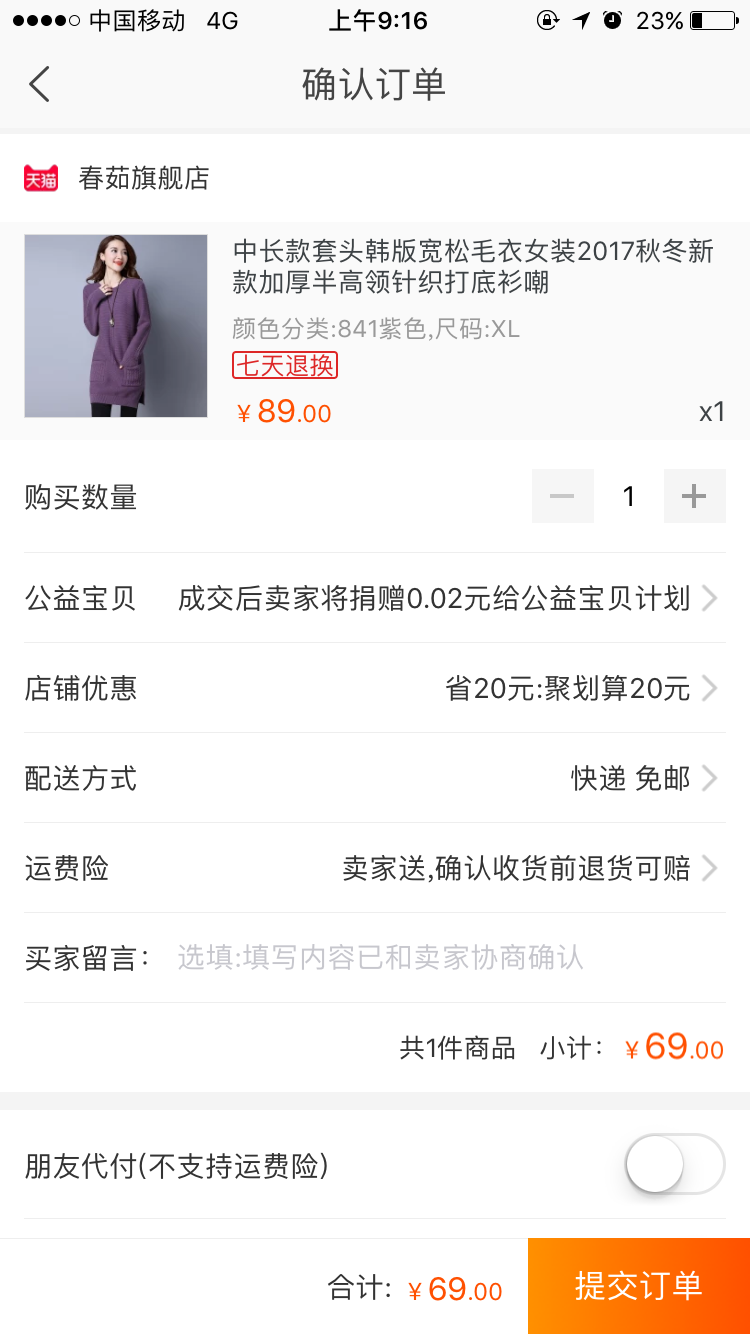 中国移动 4G 上午9:16 23%
确认订单
天猫 春茹旗舰店
中长款套头韩版宽松毛衣女装2017秋冬新
款加厚半高领针织打底衫嘲
颜色分类:841紫色,尺码:XL
七天退换
￥89.00 x1
购买数量 1
公益宝贝 成交后卖家将捐赠0.02元给公益宝贝计划
店铺优惠 省20元:聚划算20元
配送方式 快递 免邮
运费险 卖家送,确认收货前退货可赔
买家留言: 选填:填写内容已和卖家协商确认
共1件商品 小计: ￥69.00
朋友代付(不支持运费险)
合计: ￥69.00 提交订单